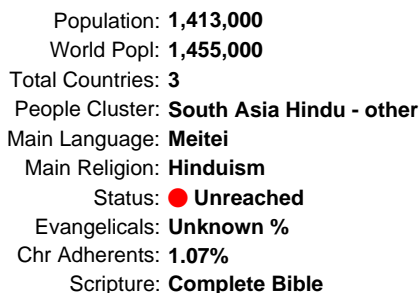 Population: 1,413,000
World Popl: 1,455,000
Total Countries: 3
People Cluster: South Asia Hindu - other
Main Language: Meitei
Main Religion: Hinduism
Status: Unreached
Evangelicals: Unknown %
Chr Adherents: 1.07%
Scripture: Complete Bible